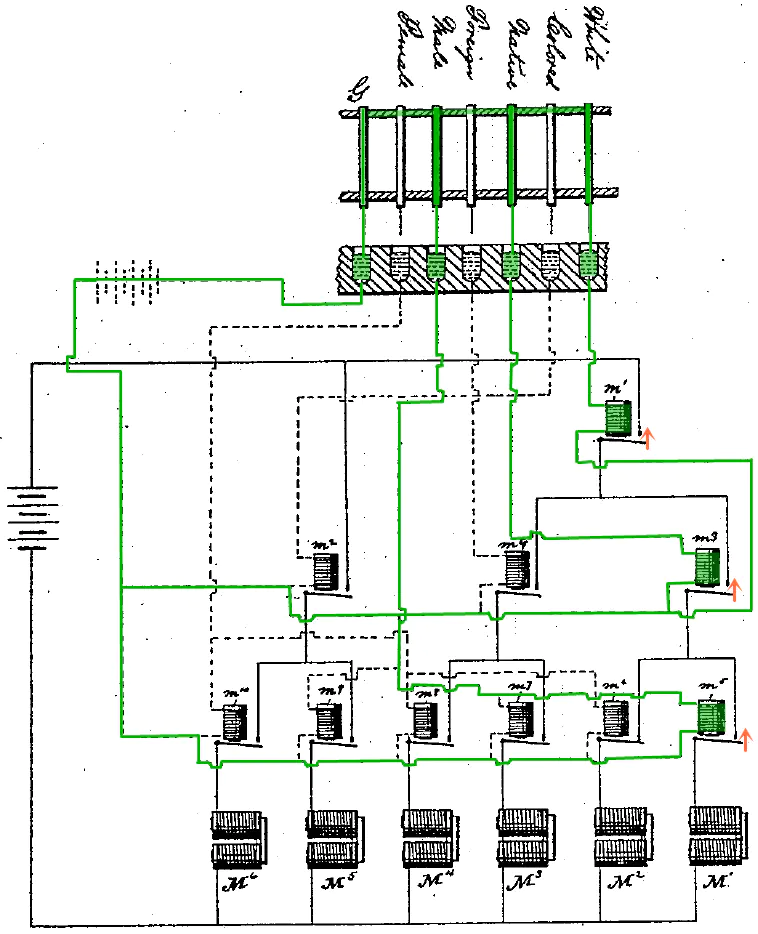 G
Female
Male
Foreign
Native
Colored
White
m'
m²
m⁴
m³
m¹⁰
m⁹
m⁸
m⁷
m⁶
m⁵
M⁶
M⁵
M⁴
M³
M²
M'